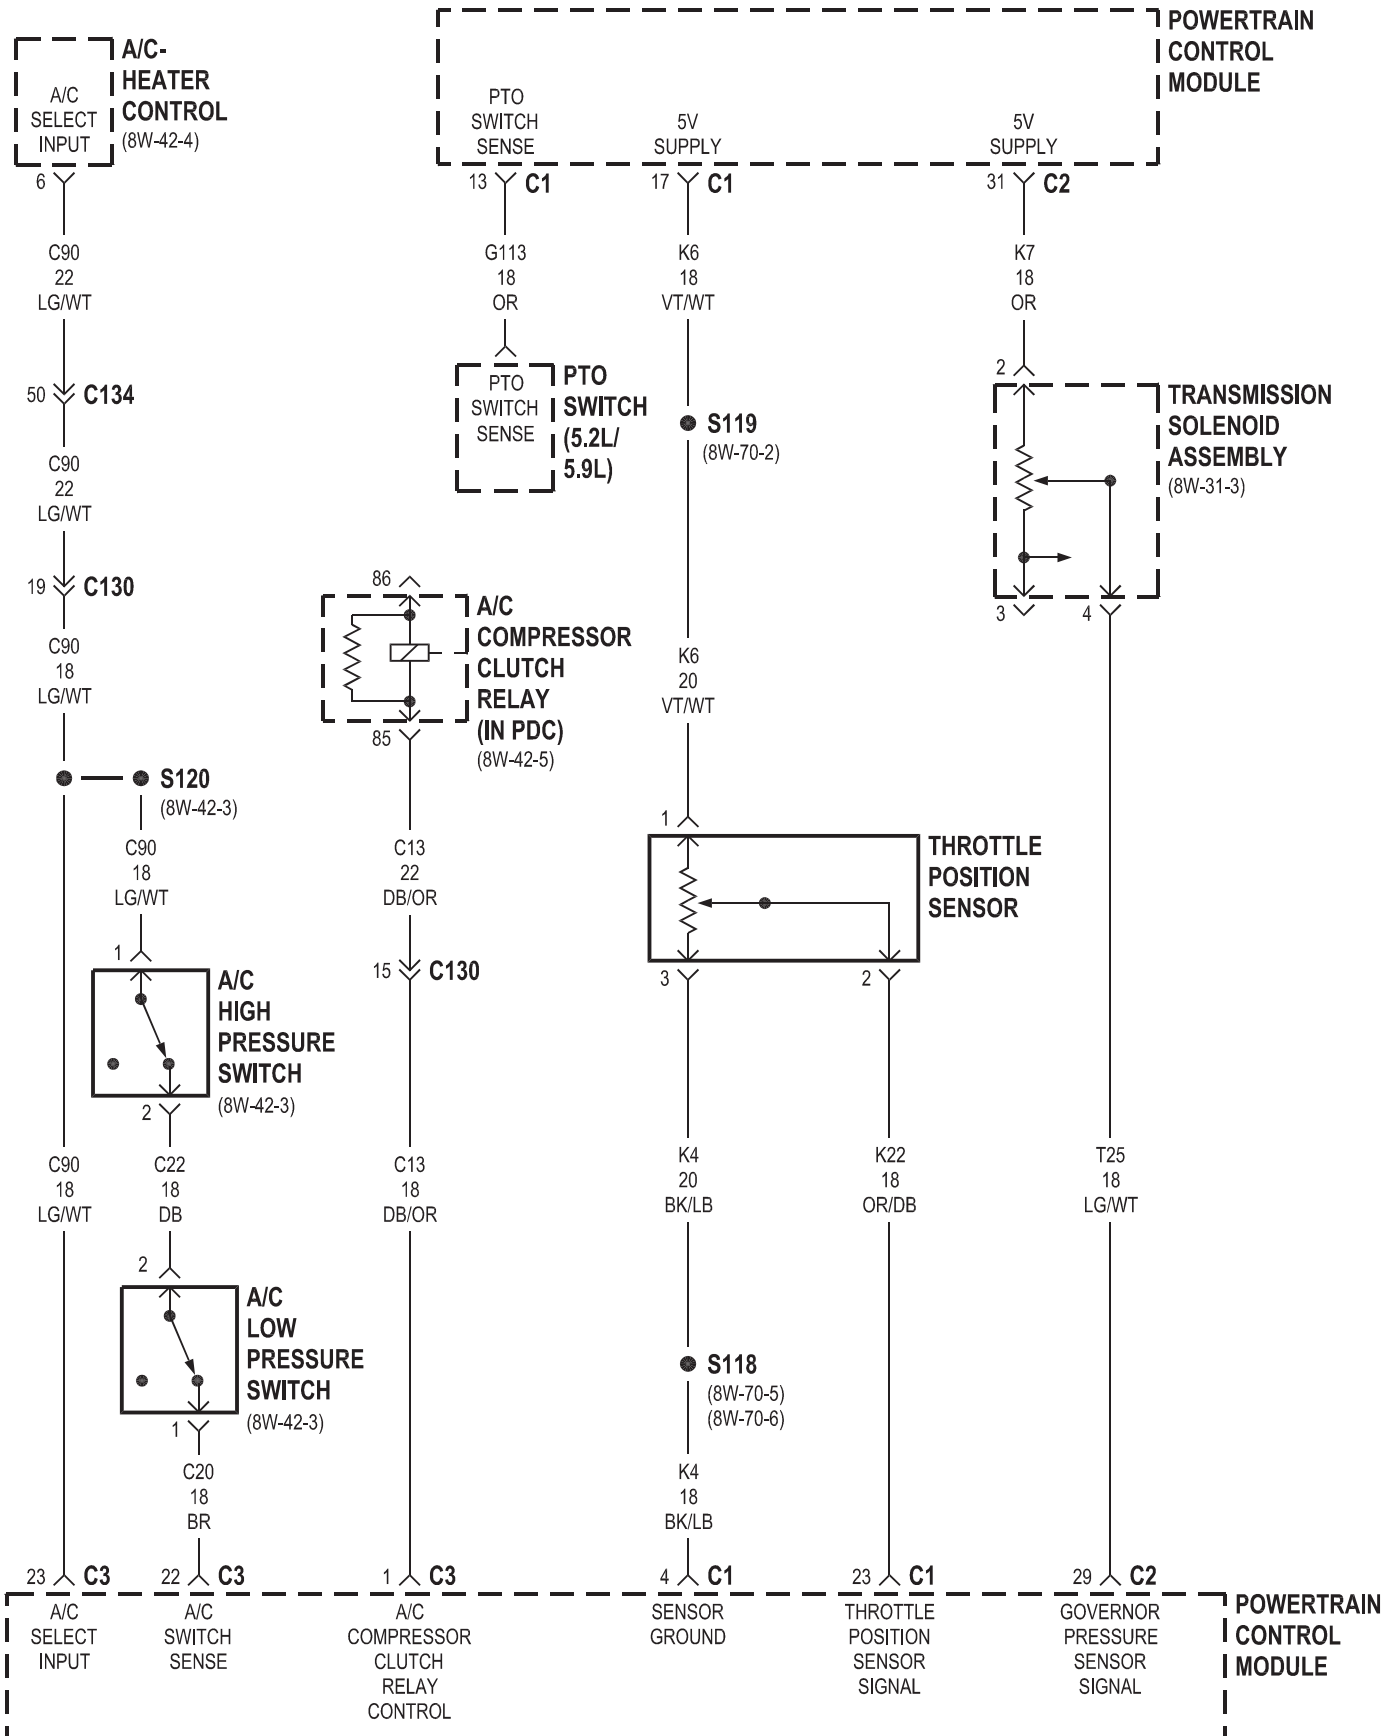 POWERTRAIN
CONTROL
MODULE
A/C-
HEATER
CONTROL
(8W-42-4)
A/C
SELECT
INPUT
PTO
SWITCH
SENSE
5V
SUPPLY
5V
SUPPLY
6
13
C1
17
C1
31
C2
C90
22
LG/WT
G113
18
OR
K6
18
VT/WT
K7
18
OR
50
C134
PTO
SWITCH
SENSE
PTO
SWITCH
(5.2L/
5.9L)
S119
(8W-70-2)
2
TRANSMISSION
SOLENOID
ASSEMBLY
(8W-31-3)
3
4
C90
22
LG/WT
19
C130
C90
18
LG/WT
86
A/C
COMPRESSOR
CLUTCH
RELAY
(IN PDC)
(8W-42-5)
85
K6
20
VT/WT
S120
(8W-42-3)
C90
18
LG/WT
C13
22
DB/OR
1
THROTTLE
POSITION
SENSOR
3
2
1
A/C
HIGH
PRESSURE
SWITCH
(8W-42-3)
2
15
C130
C90
18
LG/WT
C22
18
DB
C13
18
DB/OR
K4
20
BK/LB
K22
18
OR/DB
T25
18
LG/WT
2
A/C
LOW
PRESSURE
SWITCH
(8W-42-3)
1
S118
(8W-70-5)
(8W-70-6)
C20
18
BR
K4
18
BK/LB
23
C3
22
C3
1
C3
4
C1
23
C1
29
C2
A/C
SELECT
INPUT
A/C
SWITCH
SENSE
A/C
COMPRESSOR
CLUTCH
RELAY
CONTROL
SENSOR
GROUND
THROTTLE
POSITION
SENSOR
SIGNAL
GOVERNOR
PRESSURE
SENSOR
SIGNAL
POWERTRAIN
CONTROL
MODULE